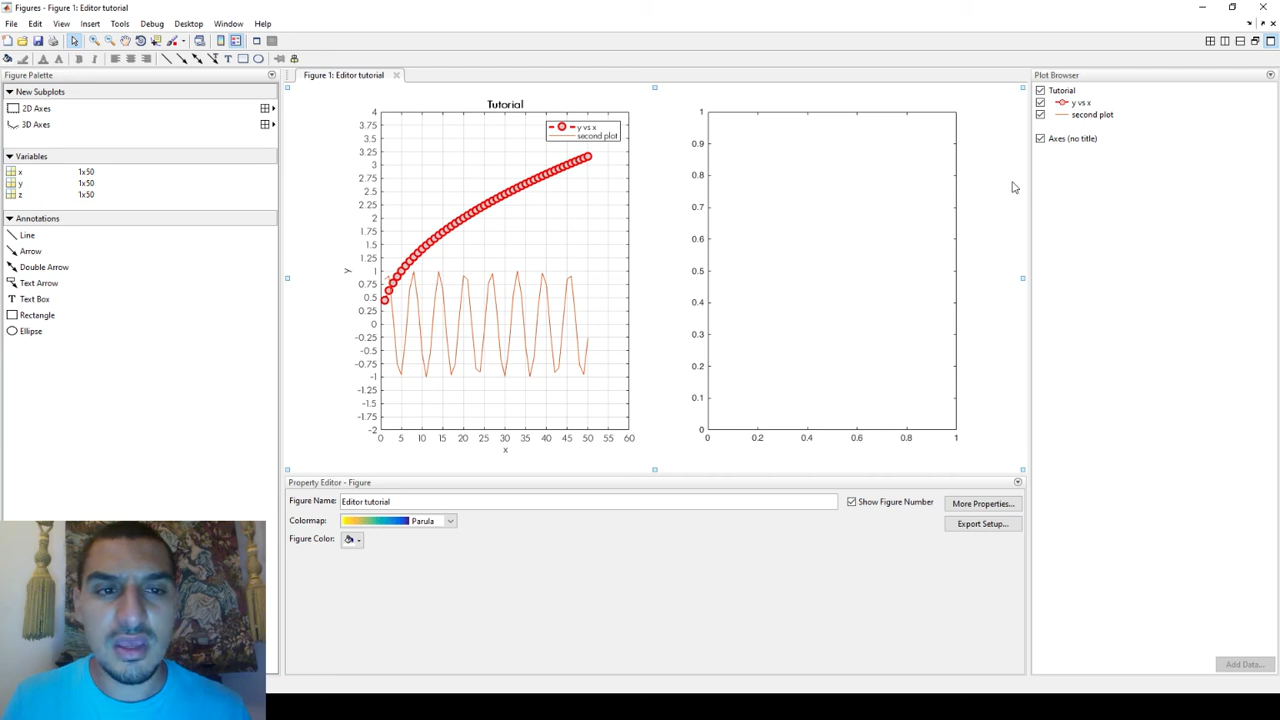 Figures - Figure 1: Editor tutorial
File Edit View Insert Tools Debug Desktop Window Help
Figure Palette
New Subplots
2D Axes
3D Axes
Variables
x 1x50
y 1x50
z 1x50
Annotations
Line
Arrow
Double Arrow
Text Arrow
Text Box
Rectangle
Ellipse
Figure 1: Editor tutorial
Tutorial
4
3.75
3.5
3.25
3
2.75
2.5
2.25
2
1.75
1.5
1.25
1
0.75
0.5
0.25
0
-0.25
-0.5
-0.75
-1
-1.25
-1.5
-1.75
-2
y
0 5 10 15 20 25 30 35 40 45 50 55 60
x
y vs x
second plot
1
0.9
0.8
0.7
0.6
0.5
0.4
0.3
0.2
0.1
0
0 0.2 0.4 0.6 0.8 1
Property Editor - Figure
Figure Name: Editor tutorial
Show Figure Number
More Properties...
Colormap: Parula
Export Setup...
Figure Color:
Plot Browser
Tutorial
y vs x
second plot
Axes (no title)
Add Data...